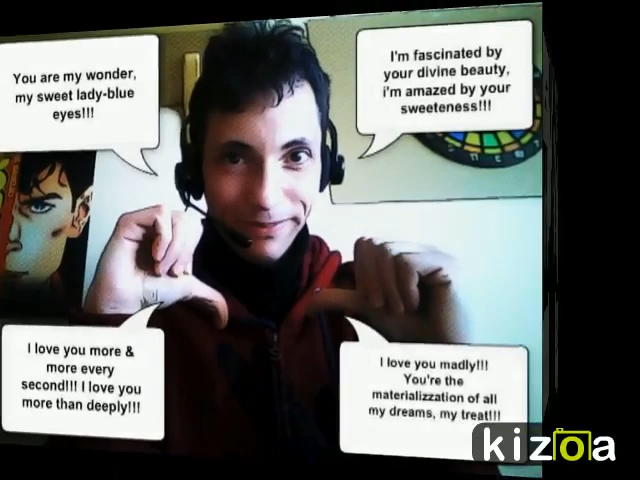 You are my wonder,
my sweet lady-blue
eyes!!!
I'm fascinated by
your divine beauty,
i'm amazed by your
sweeteness!!!
I love you more &
more every
second!!! I love you
more than deeply!!!
I love you madly!!!
You're the
materializzation of all
my dreams, my treat!!!
kizoa